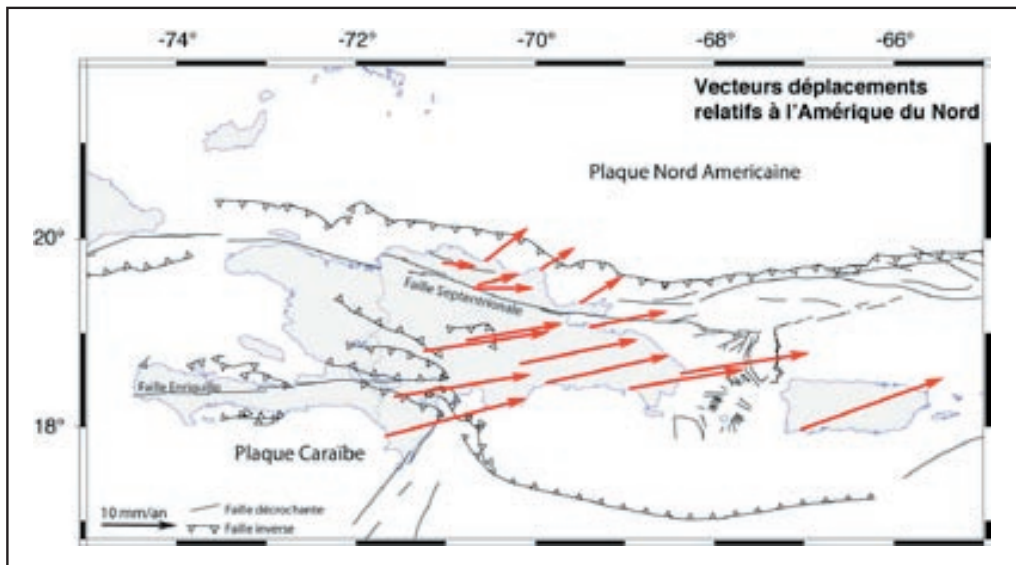 -74° -72° -70° -68° -66°
Vecteurs déplacements
relatifs à l'Amérique du Nord
Plaque Nord Americaine
20°
Faille Septentrionale
Faille Enriquillo
18°
Plaque Caraïbe
10 mm/an
Faille décrochante
Faille inverse